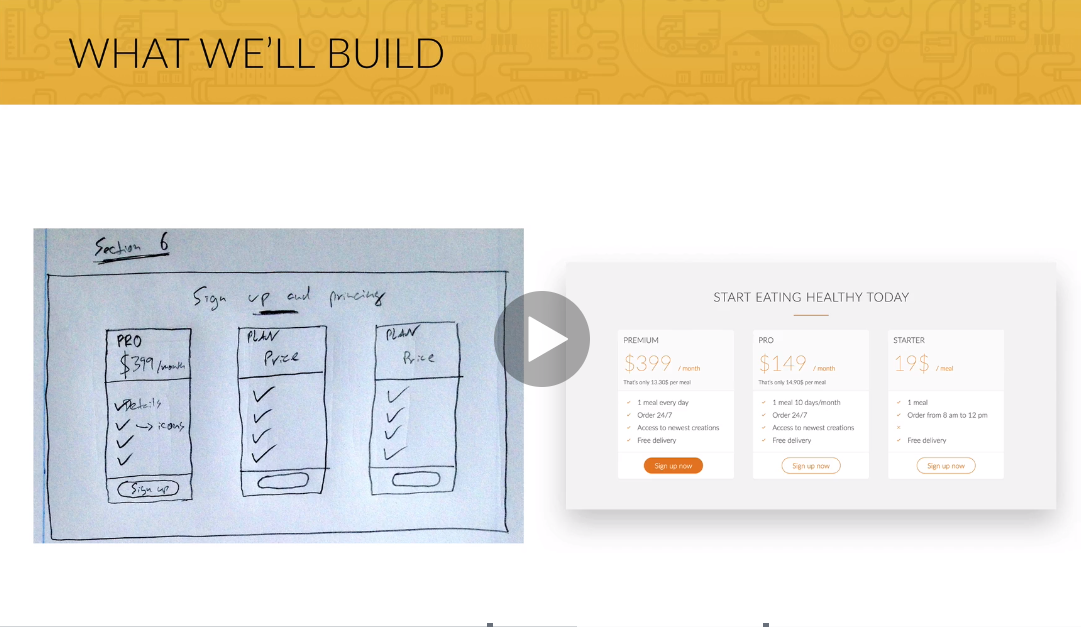 WHAT WE'LL BUILD
Section 6
Sign up and princing
PRO
$399/month
Details
→ icons
Sign up
PLAN
Price
PLAN
Price
START EATING HEALTHY TODAY
PREMIUM
$399 / month
That's only 13.30$ per meal
1 meal every day
Order 24/7
Access to newest creations
Free delivery
Sign up now
PRO
$149 / month
That's only 14.90$ per meal
1 meal 10 days/month
Order 24/7
Access to newest creations
Free delivery
Sign up now
STARTER
19$ / meal
1 meal
Order from 8 am to 12 pm
Free delivery
Sign up now